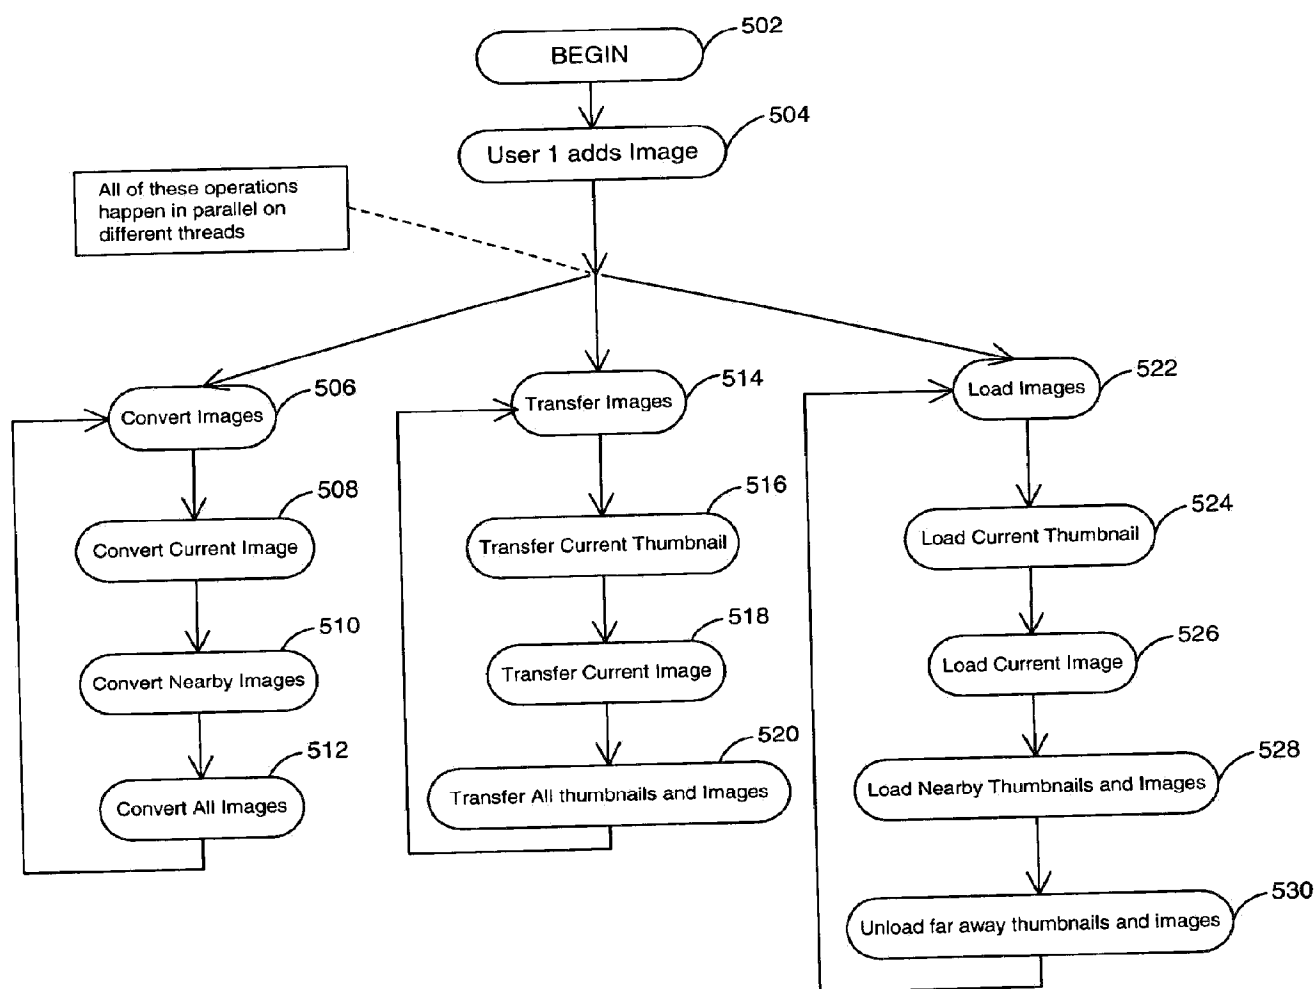 502
BEGIN
504
User 1 adds Image
All of these operations
happen in parallel on
different threads
506
Convert Images
508
Convert Current Image
510
Convert Nearby Images
512
Convert All Images
514
Transfer Images
516
Transfer Current Thumbnail
518
Transfer Current Image
520
Transfer All thumbnails and Images
522
Load Images
524
Load Current Thumbnail
526
Load Current Image
528
Load Nearby Thumbnails and Images
530
Unload far away thumbnails and images